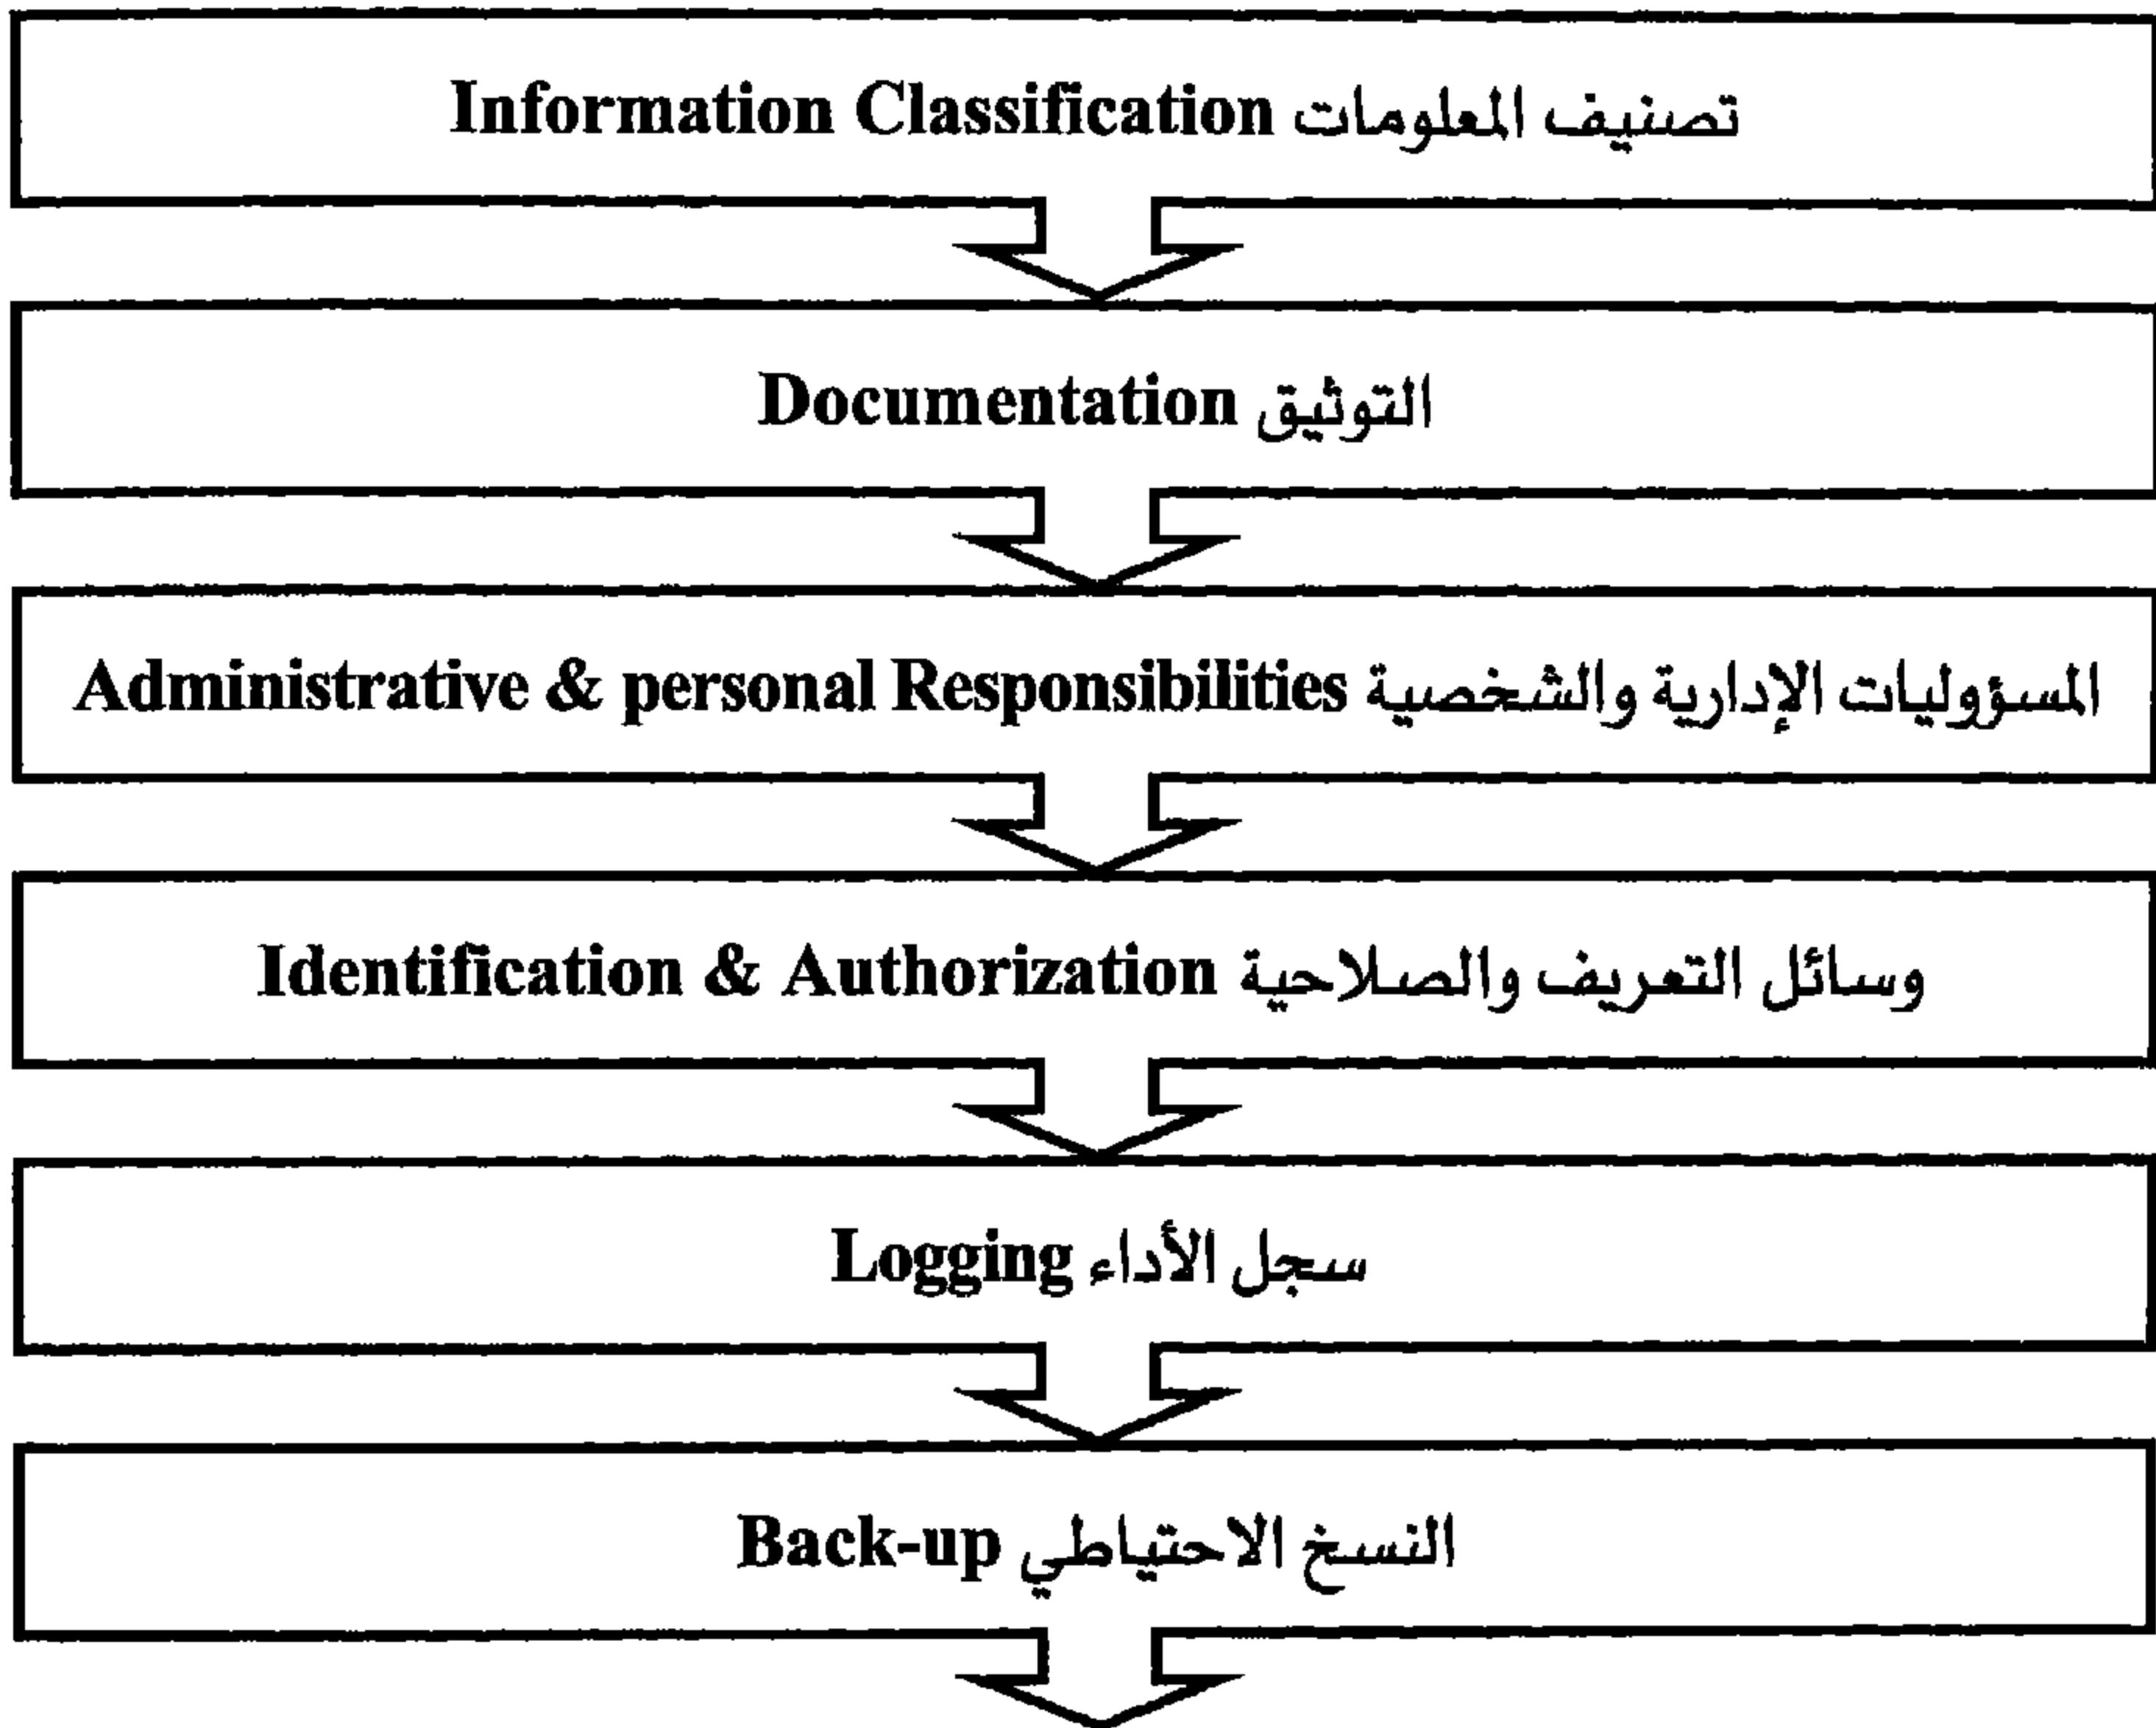 تصنيف المعلومات Information Classification
التوثيق Documentation
المسؤوليات الإدارية والشخصية Administrative & personal Responsibilities
وسائل التعريف والصلاحية Identification & Authorization
سجل الأداء Logging
النسخ الاحتياطي Back-up